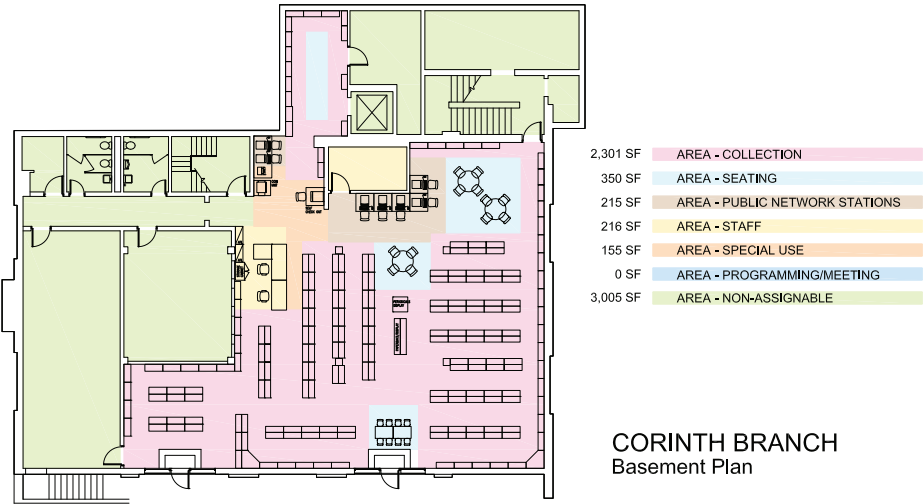 2,301 SF AREA - COLLECTION
350 SF AREA - SEATING
215 SF AREA - PUBLIC NETWORK STATIONS
216 SF AREA - STAFF
155 SF AREA - SPECIAL USE
0 SF AREA - PROGRAMMING/MEETING
3,005 SF AREA - NON-ASSIGNABLE
CORINTH BRANCH
Basement Plan